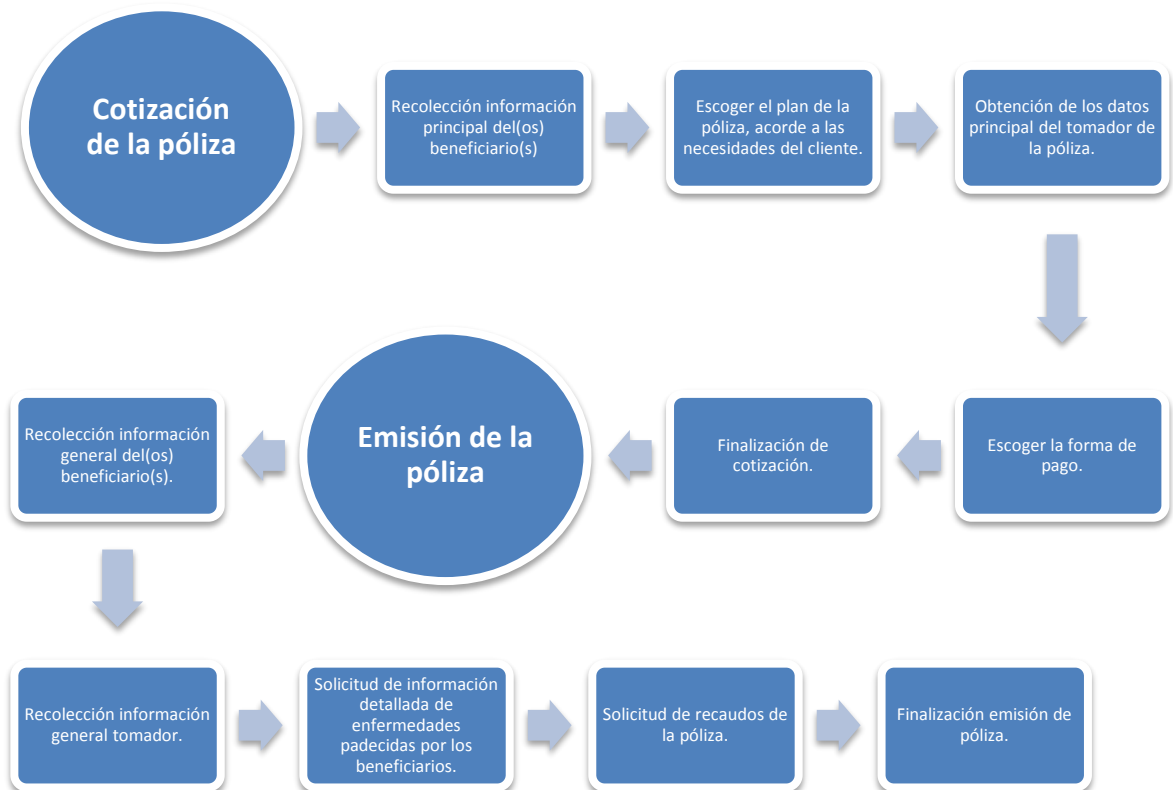 Cotización
de la póliza
Recolección información
principal del(os)
beneficiario(s)
Escoger el plan de la
póliza, acorde a las
necesidades del cliente.
Obtención de los datos
principal del tomador de
la póliza.
Escoger la forma de
pago.
Finalización de
cotización.
Emisión de la
póliza
Recolección información
general del(os)
beneficiario(s).
Recolección información
general tomador.
Solicitud de información
detallada de
enfermedades
padecidas por los
beneficiarios.
Solicitud de recaudos de
la póliza.
Finalización emisión de
póliza.